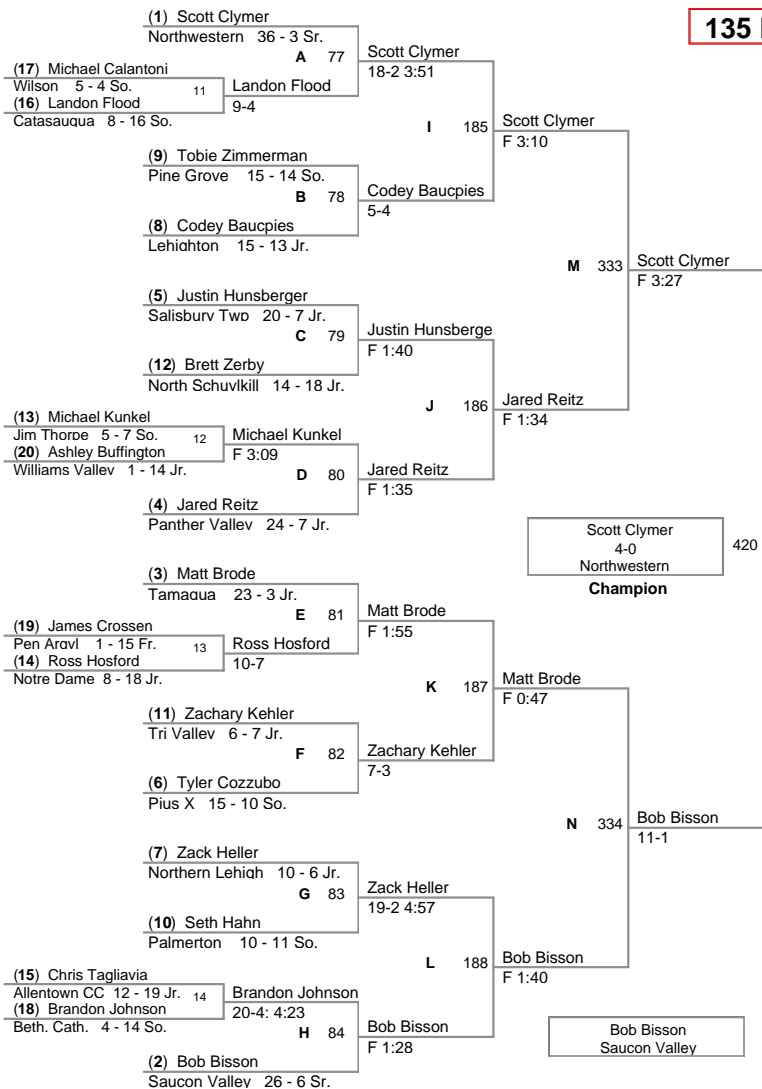 (1) Scott Clymer
Northwestern 36 - 3 Sr.
135
A 77
Scott Clymer
18-2 3:51
(17) Michael Calantoni
Wilson 5 - 4 So.
11
Landon Flood
9-4
(16) Landon Flood
Catasauqua 8 - 16 So.
I 185
Scott Clymer
F 3:10
(9) Tobie Zimmerman
Pine Grove 15 - 14 So.
B 78
Codey Baucpies
5-4
(8) Codey Baucpies
Lehighton 15 - 13 Jr.
M 333
Scott Clymer
F 3:27
(5) Justin Hunsberger
Salisbury Twp 20 - 7 Jr.
C 79
Justin Hunsberge
F 1:40
(12) Brett Zerby
North Schuylkill 14 - 18 Jr.
J 186
Jared Reitz
F 1:34
(13) Michael Kunkel
Jim Thorpe 5 - 7 So.
12
Michael Kunkel
F 3:09
(20) Ashley Buffington
Williams Valley 1 - 14 Jr.
D 80
Jared Reitz
F 1:35
(4) Jared Reitz
Panther Valley 24 - 7 Jr.
Scott Clymer
4-0
Northwestern
420
Champion
(3) Matt Brode
Tamaqua 23 - 3 Jr.
E 81
Matt Brode
F 1:55
(19) James Crossen
Pen Argyl 1 - 15 Fr.
13
Ross Hosford
10-7
(14) Ross Hosford
Notre Dame 8 - 18 Jr.
K 187
Matt Brode
F 0:47
(11) Zachary Kehler
Tri Valley 6 - 7 Jr.
F 82
Zachary Kehler
7-3
(6) Tyler Cozzubo
Pius X 15 - 10 So.
N 334
Bob Bisson
11-1
(7) Zack Heller
Northern Lehigh 10 - 6 Jr.
G 83
Zack Heller
19-2 4:57
(10) Seth Hahn
Palmerton 10 - 11 So.
L 188
Bob Bisson
F 1:40
(15) Chris Tagliavia
Allentown CC 12 - 19 Jr.
14
Brandon Johnson
20-4: 4:23
(18) Brandon Johnson
Beth. Cath. 4 - 14 So.
H 84
Bob Bisson
F 1:28
(2) Bob Bisson
Saucon Valley 26 - 6 Sr.
Bob Bisson
Saucon Valley